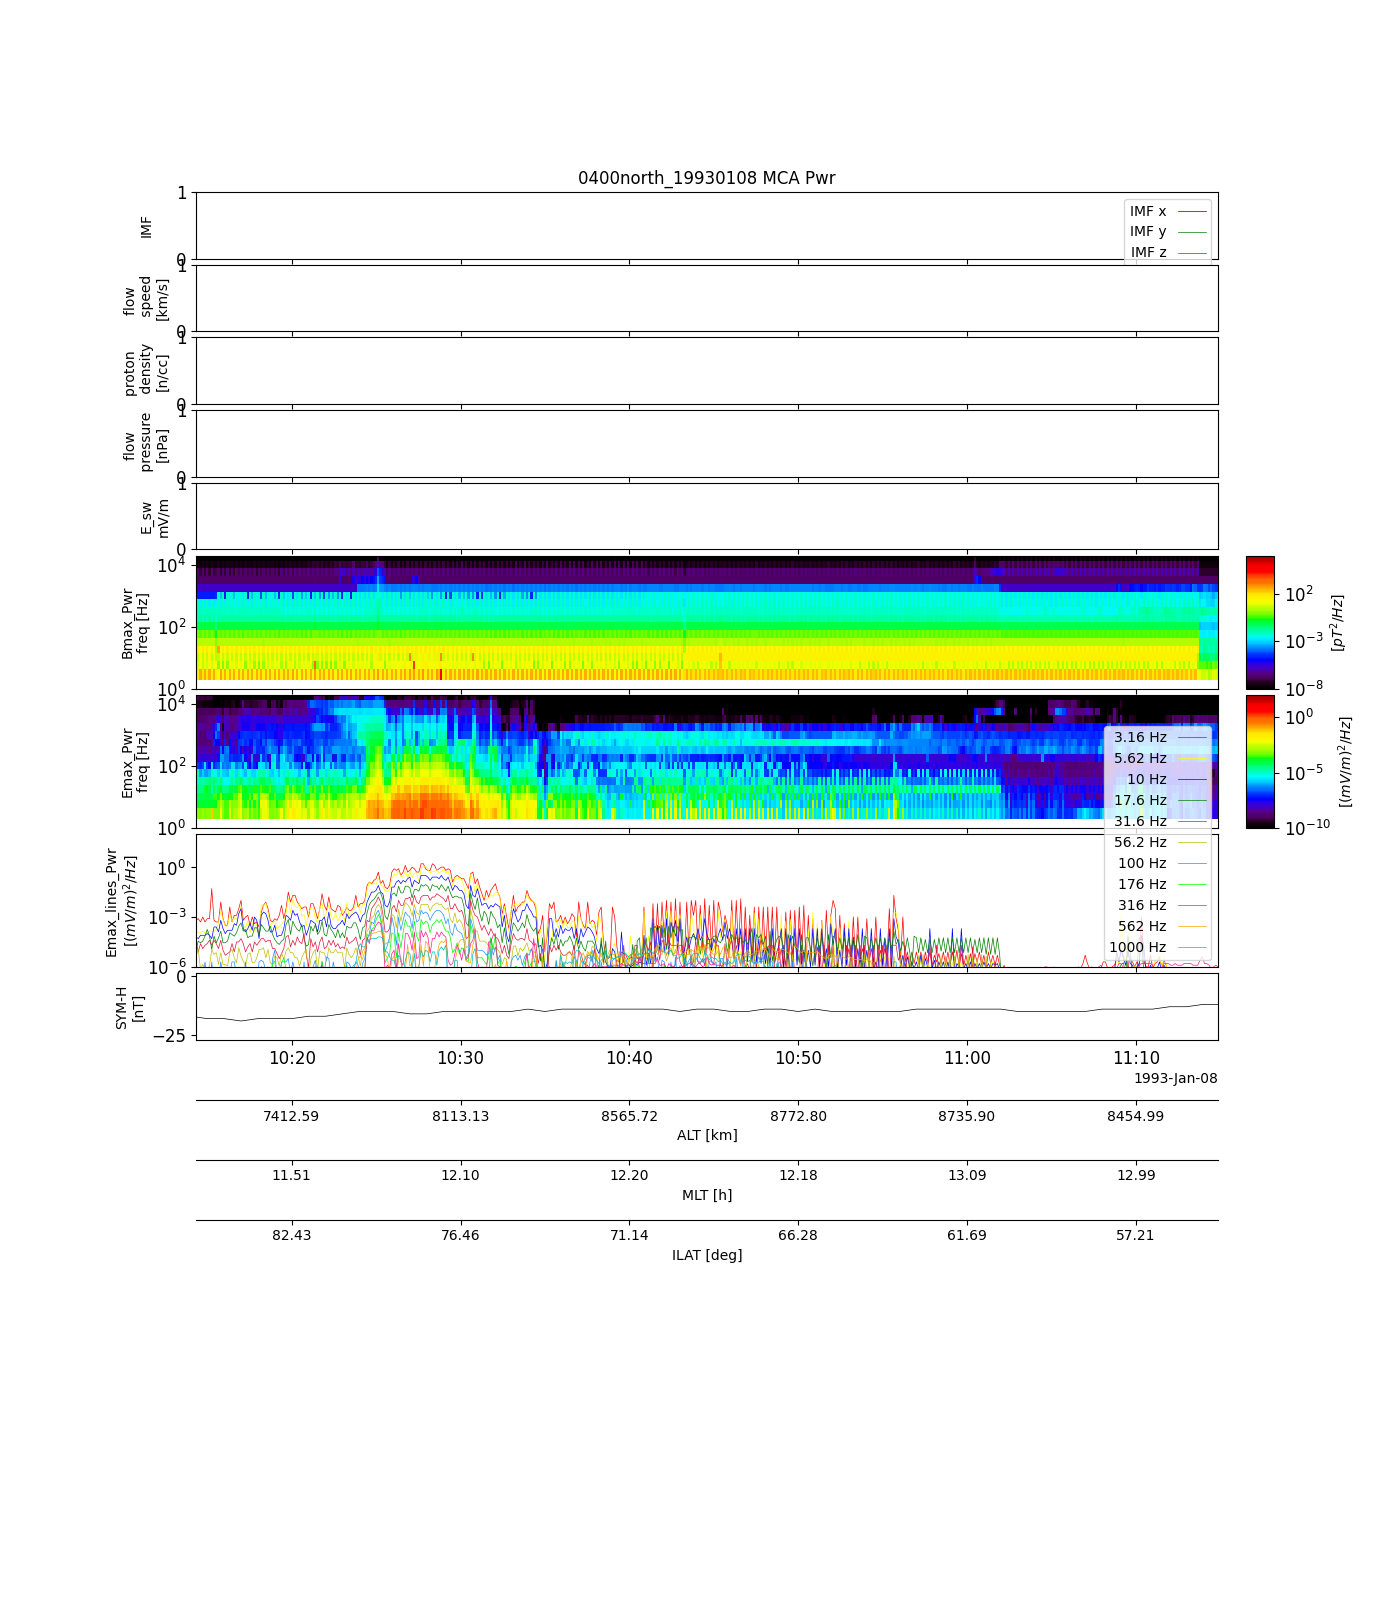 0400north_19930108 MCA Pwr
1
IMF
0
IMF x
IMF y
IMF z
1
flow
speed
[km/s]
0
1
proton
density
[n/cc]
0
1
flow
pressure
[nPa]
0
1
E_sw
mV/m
0
10^4
10^2
10^0
Bmax_Pwr
freq [Hz]
10^2
10^-3
10^-8
[pT^2/Hz]
10^4
10^2
10^0
Emax_Pwr
freq [Hz]
10^0
10^-5
10^-10
[(mV/m)^2/Hz]
3.16 Hz
5.62 Hz
10 Hz
17.6 Hz
31.6 Hz
56.2 Hz
100 Hz
176 Hz
316 Hz
562 Hz
1000 Hz
10^0
10^-3
10^-6
Emax_lines_Pwr
[(mV/m)^2/Hz]
0
−25
SYM-H
[nT]
10:20 10:30 10:40 10:50 11:00 11:10
1993-Jan-08
7412.59 8113.13 8565.72 8772.80 8735.90 8454.99
ALT [km]
11.51 12.10 12.20 12.18 13.09 12.99
MLT [h]
82.43 76.46 71.14 66.28 61.69 57.21
ILAT [deg]